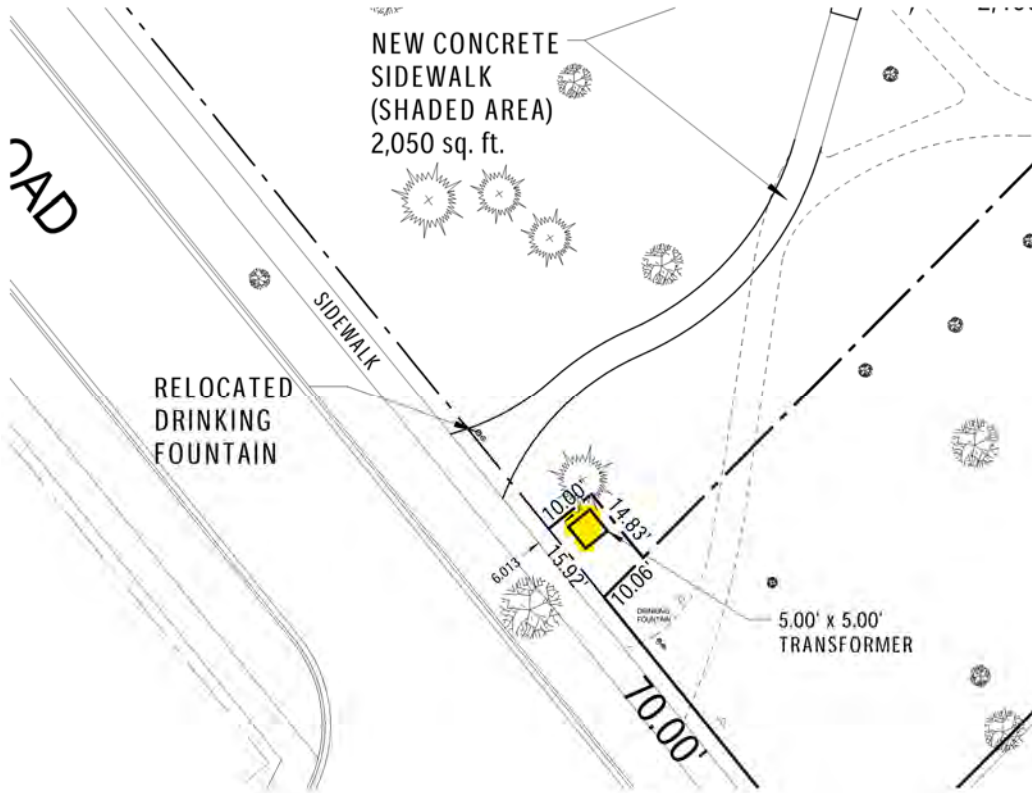 NEW CONCRETE
SIDEWALK
(SHADED AREA)
2,050 sq. ft.
OAD
SIDEWALK
RELOCATED
DRINKING
FOUNTAIN
10.00'
14.83'
15.92'
10.06'
6,013
DRINKING
FOUNTAIN
5.00' x 5.00'
TRANSFORMER
70.00'